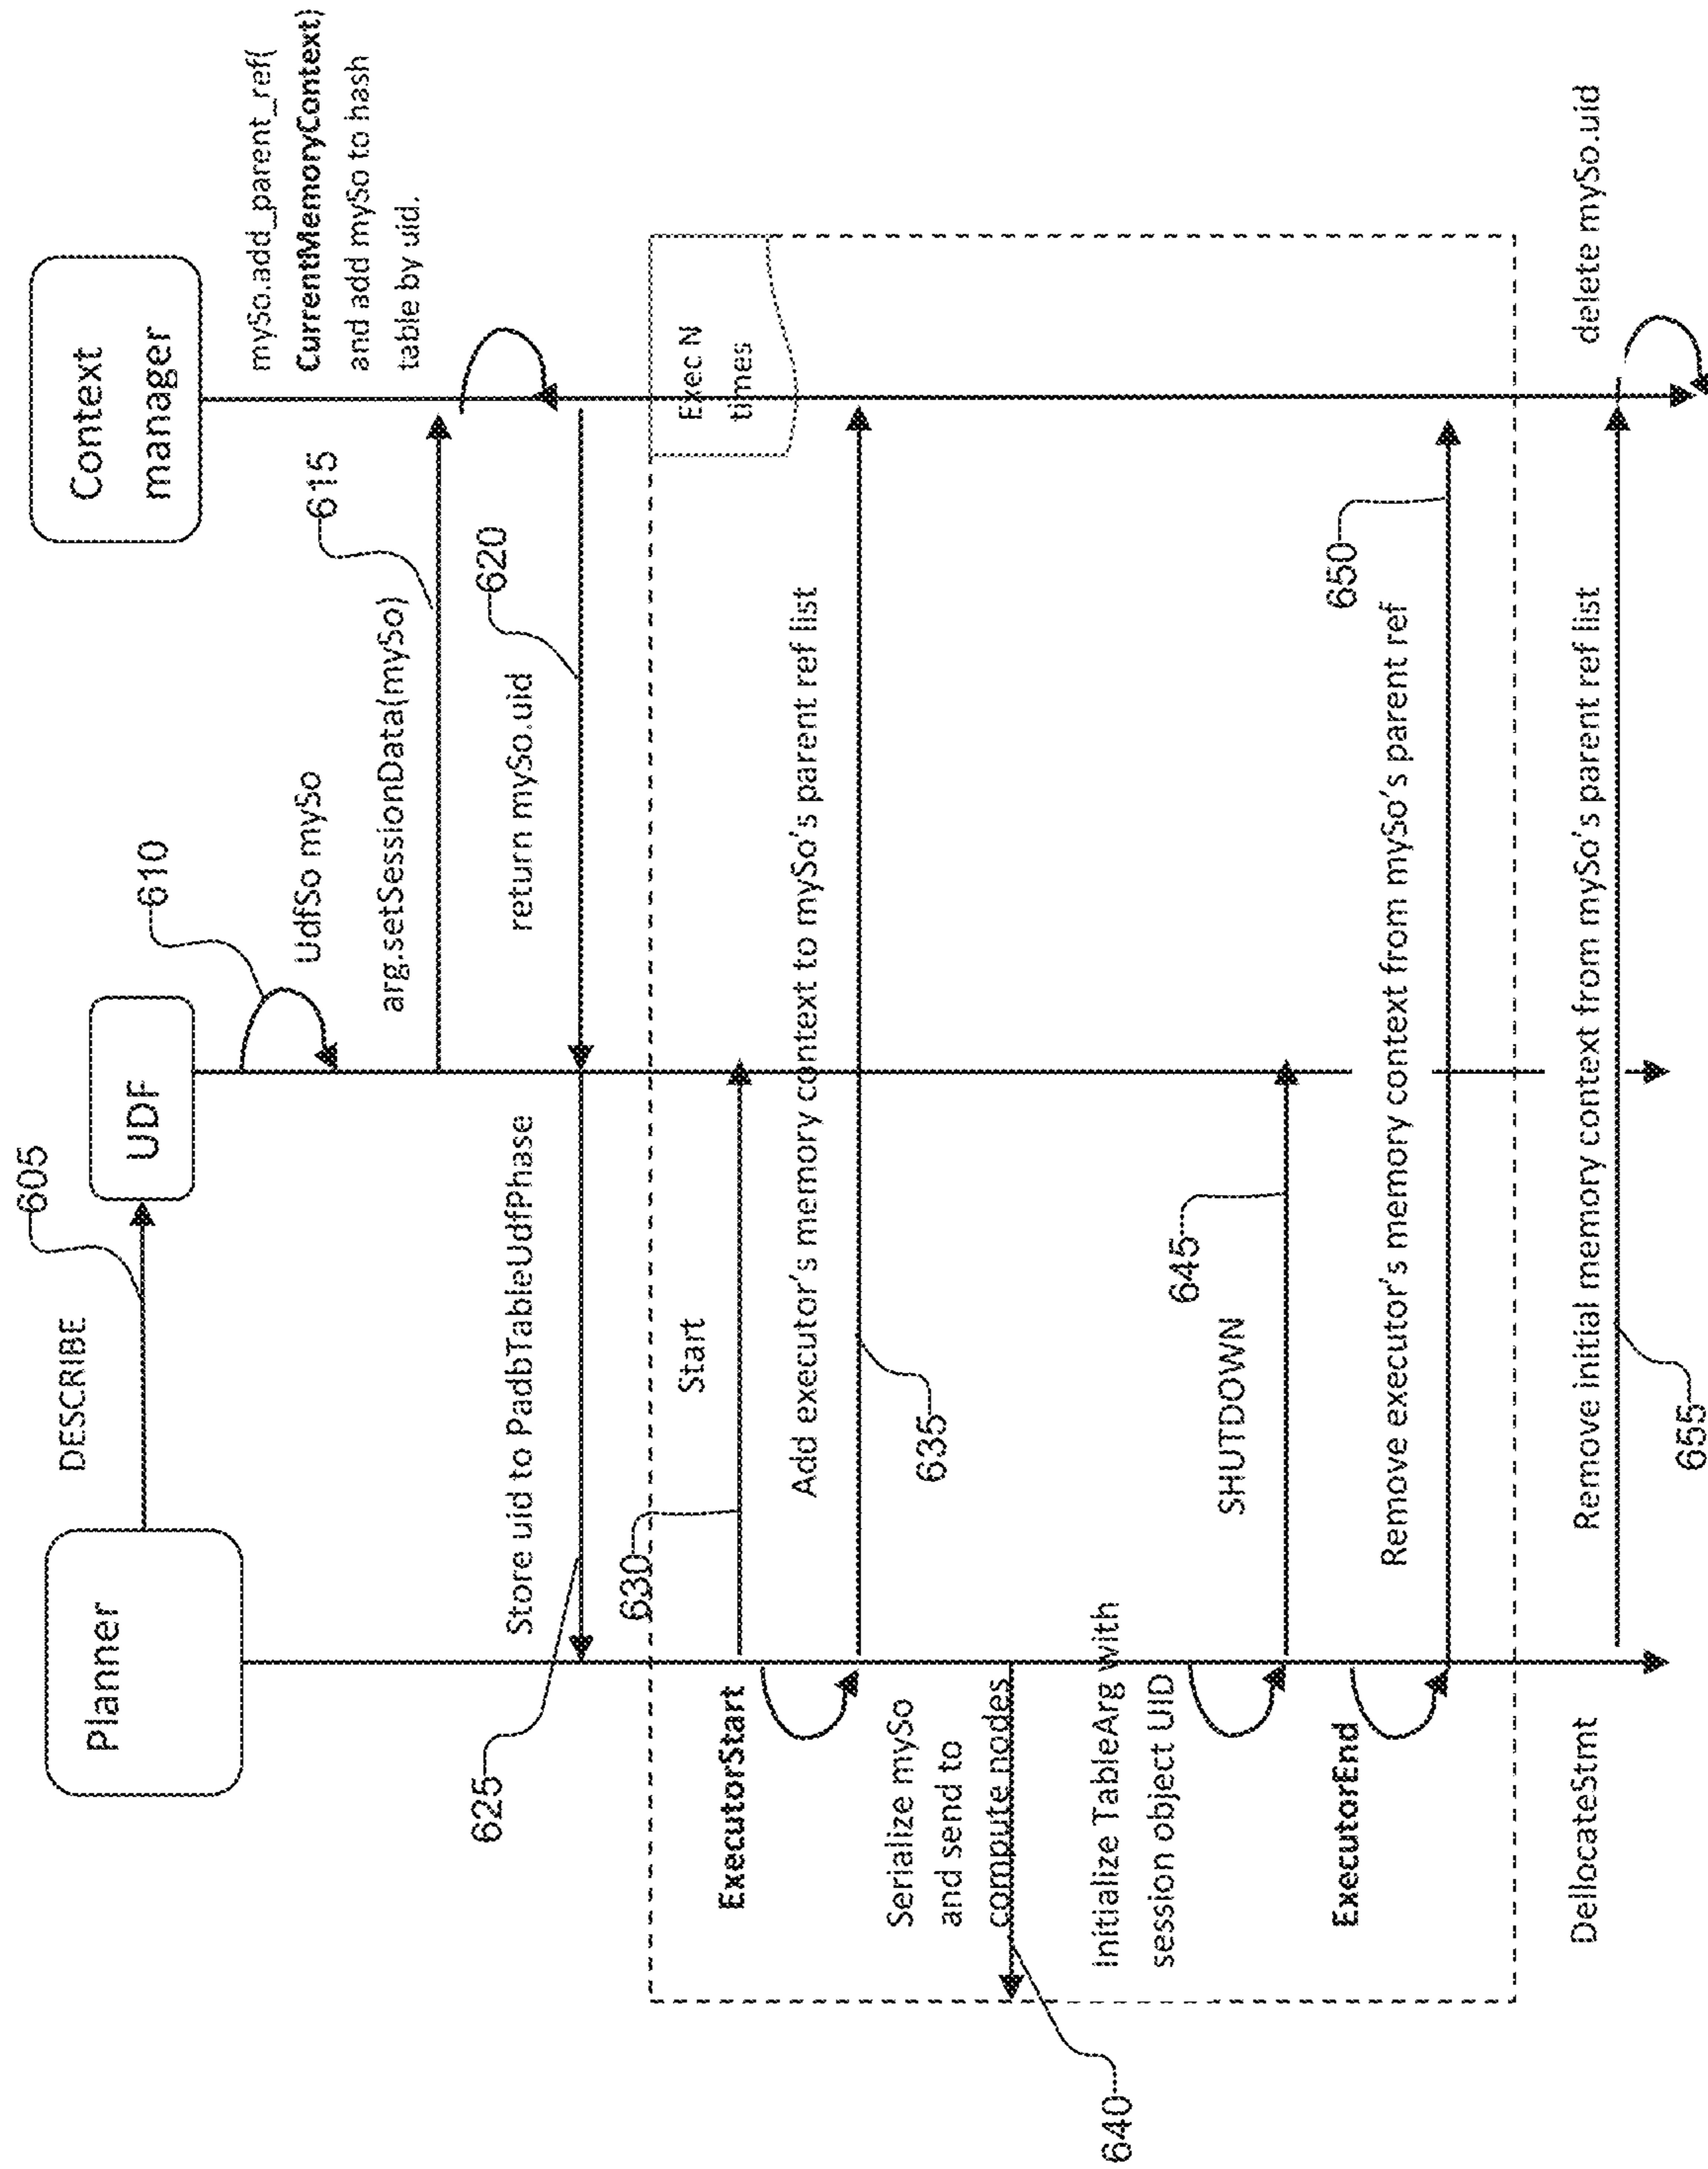 Planner
DESCRIBE
605
UDF
Context
manager
610
UdfSo mySo
mySo.add_parent_ref(
CurrentMemoryContext)
and add mySo to hash
table by uid.
arg.setSessionData(mySo)
615
620
return mySo.uid
Store uid to PadbTableUdfPhase
625
630
Start
Exec N
times
ExecutorStart
Add executor's memory context to mySo's parent ref list
635
Serialize mySo
and send to
compute nodes
640
Initialize TableArg with
session object UID
645
SHUTDOWN
650
ExecutorEnd
Remove executor's memory context from mySo's parent ref
DellocateStmt
Remove initial memory context from mySo's parent ref list
655
delete mySo.uid